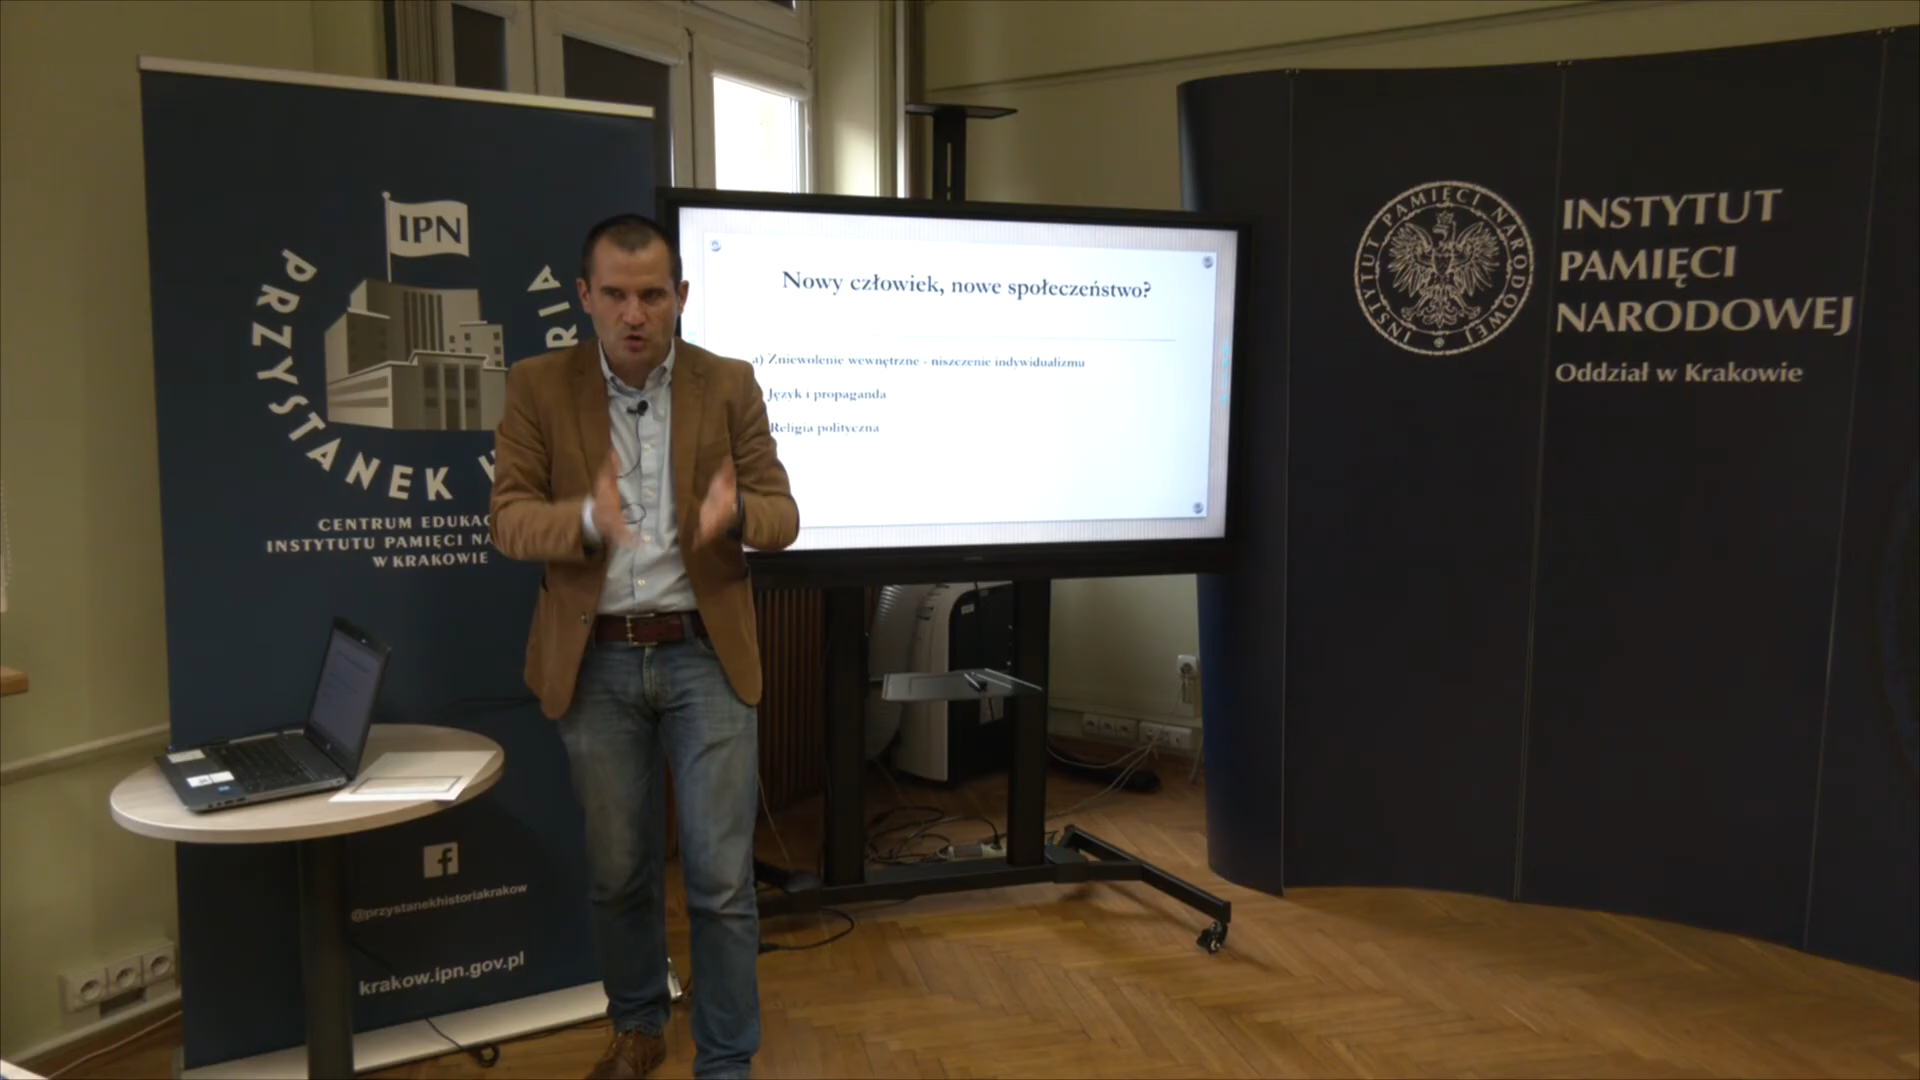 IPN
PRZYSTANEK H RIA
CENTRUM EDUKAC
INSTYTUTU PAMIĘCI NA
W KRAKOWIE
@przystanekhistoriakrakow
krakow.ipn.gov.pl
Nowy człowiek, nowe społeczeństwo?
a) Zniewolenie wewnętrzne - niszczenie indywidualizmu
Język i propaganda
Religia polityczna
INSTYTUT PAMIĘCI NARODOWEJ
INSTYTUT
PAMIĘCI
NARODOWEJ
Oddział w Krakowie